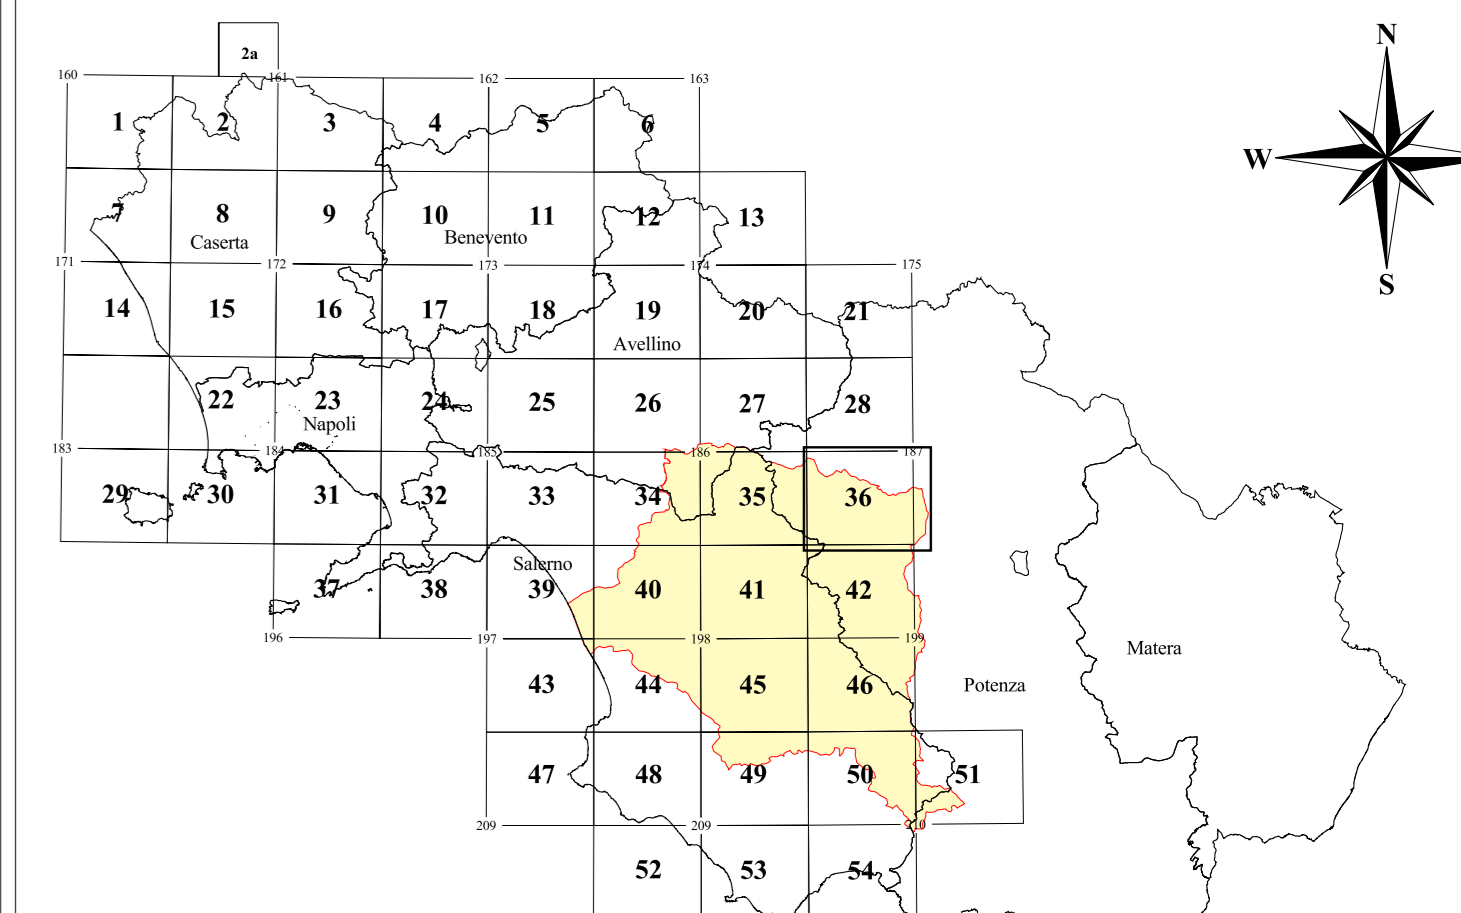 N
2a
160 161 162 163
1 2 3 4 5 6
W
7 8 9 10 11 12 13
Caserta Benevento
171 172 173 174 175
S
14 15 16 17 18 19 20 21
Avellino
22 23 24 25 26 27 28
Napoli
183 184 185 186 187
29 30 31 32 33 34 35 36
Salerno
37 38 39 40 41 42
196 197 198 199
Matera
43 44 45 46 Potenza
47 48 49 50 51
209 209 210
52 53 54